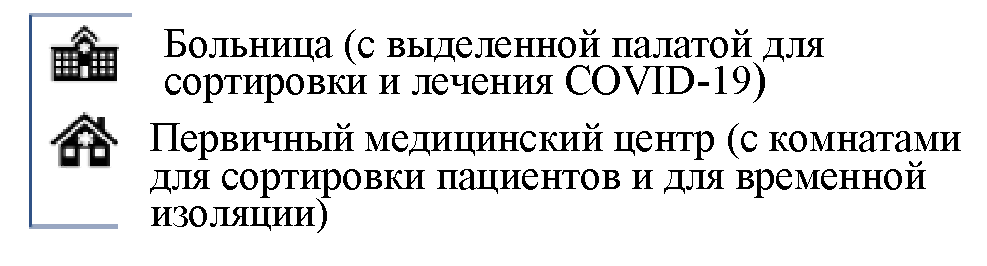 Больница (с выделенной палатой для
сортировки и лечения COVID-19)
Первичный медицинский центр (с комнатами
для сортировки пациентов и для временной
изоляции)